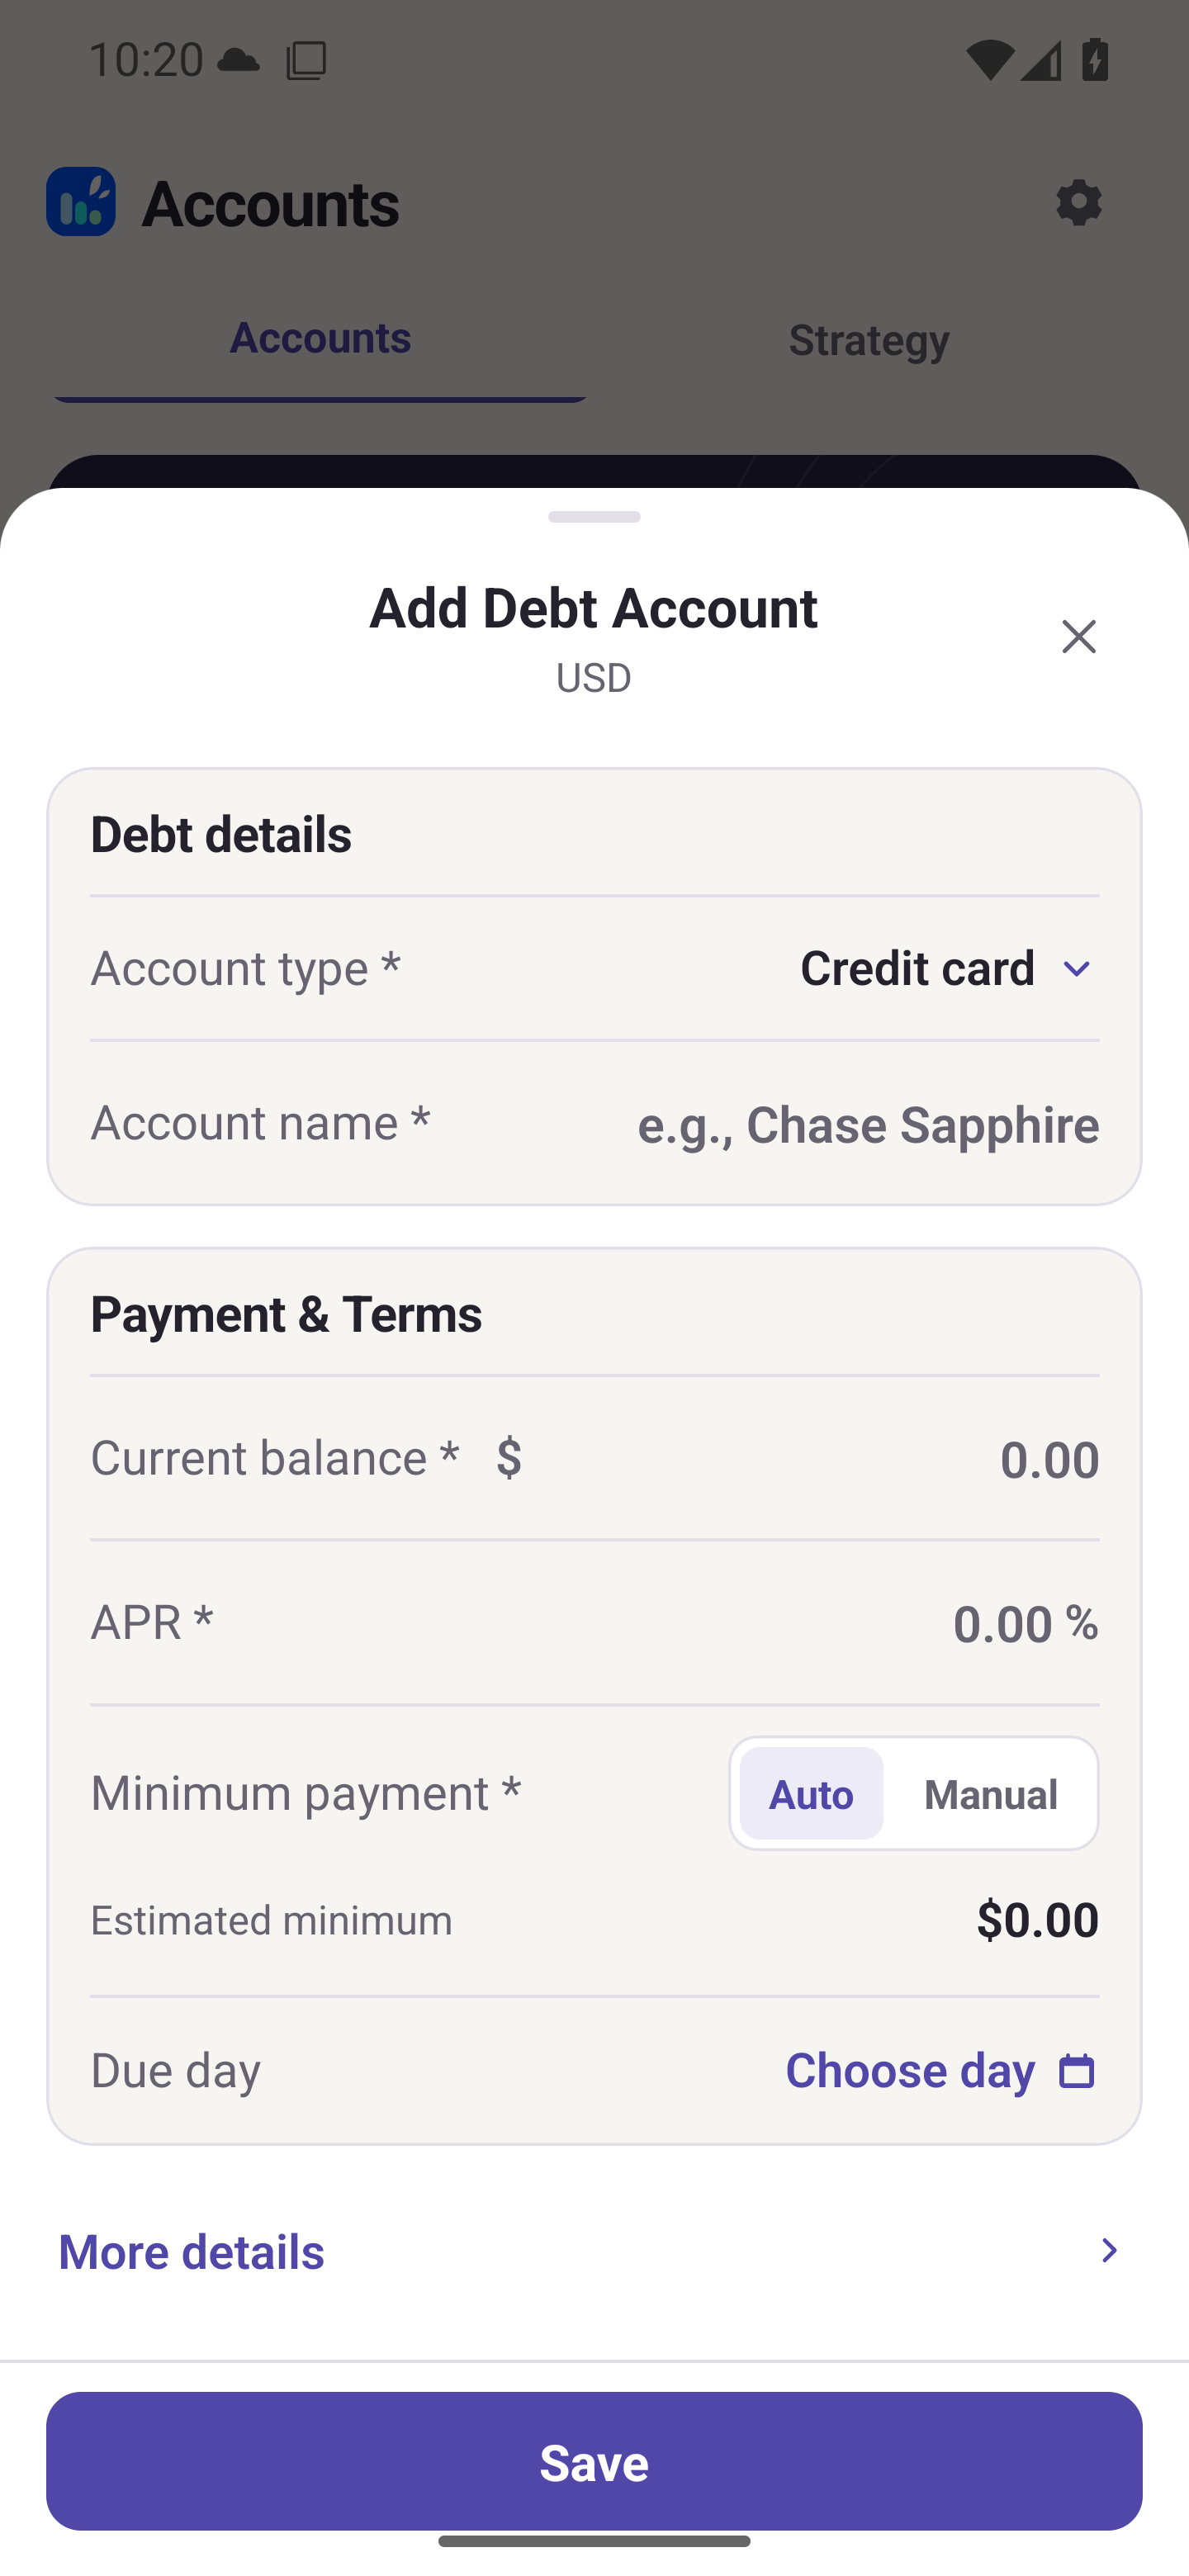 10:20
Accounts
Accounts
Strategy
Add Debt Account
USD
Debt details
Account type * Credit card
Account name * e.g., Chase Sapphire
Payment & Terms
Current balance * $ 0.00
APR * 0.00 %
Minimum payment * Auto Manual
Estimated minimum $0.00
Due day Choose day
More details
Save